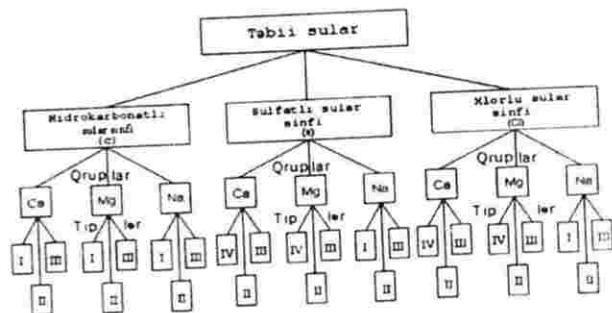 Təbii sular
Hidrokarbonatlı
sular sinfi
(C)
Sulfatlı sular
sinfi
(S)
Xlorlu sular
sinfi
(Cl)
Qruplar
Qruplar
Qruplar
Ca Mg Na Ca Mg Na Ca Mg Na
Tip lər
Tip lər
Tip lər
I III I III I III IV III IV III I III IV III IV III I III
II II II II II II II II II